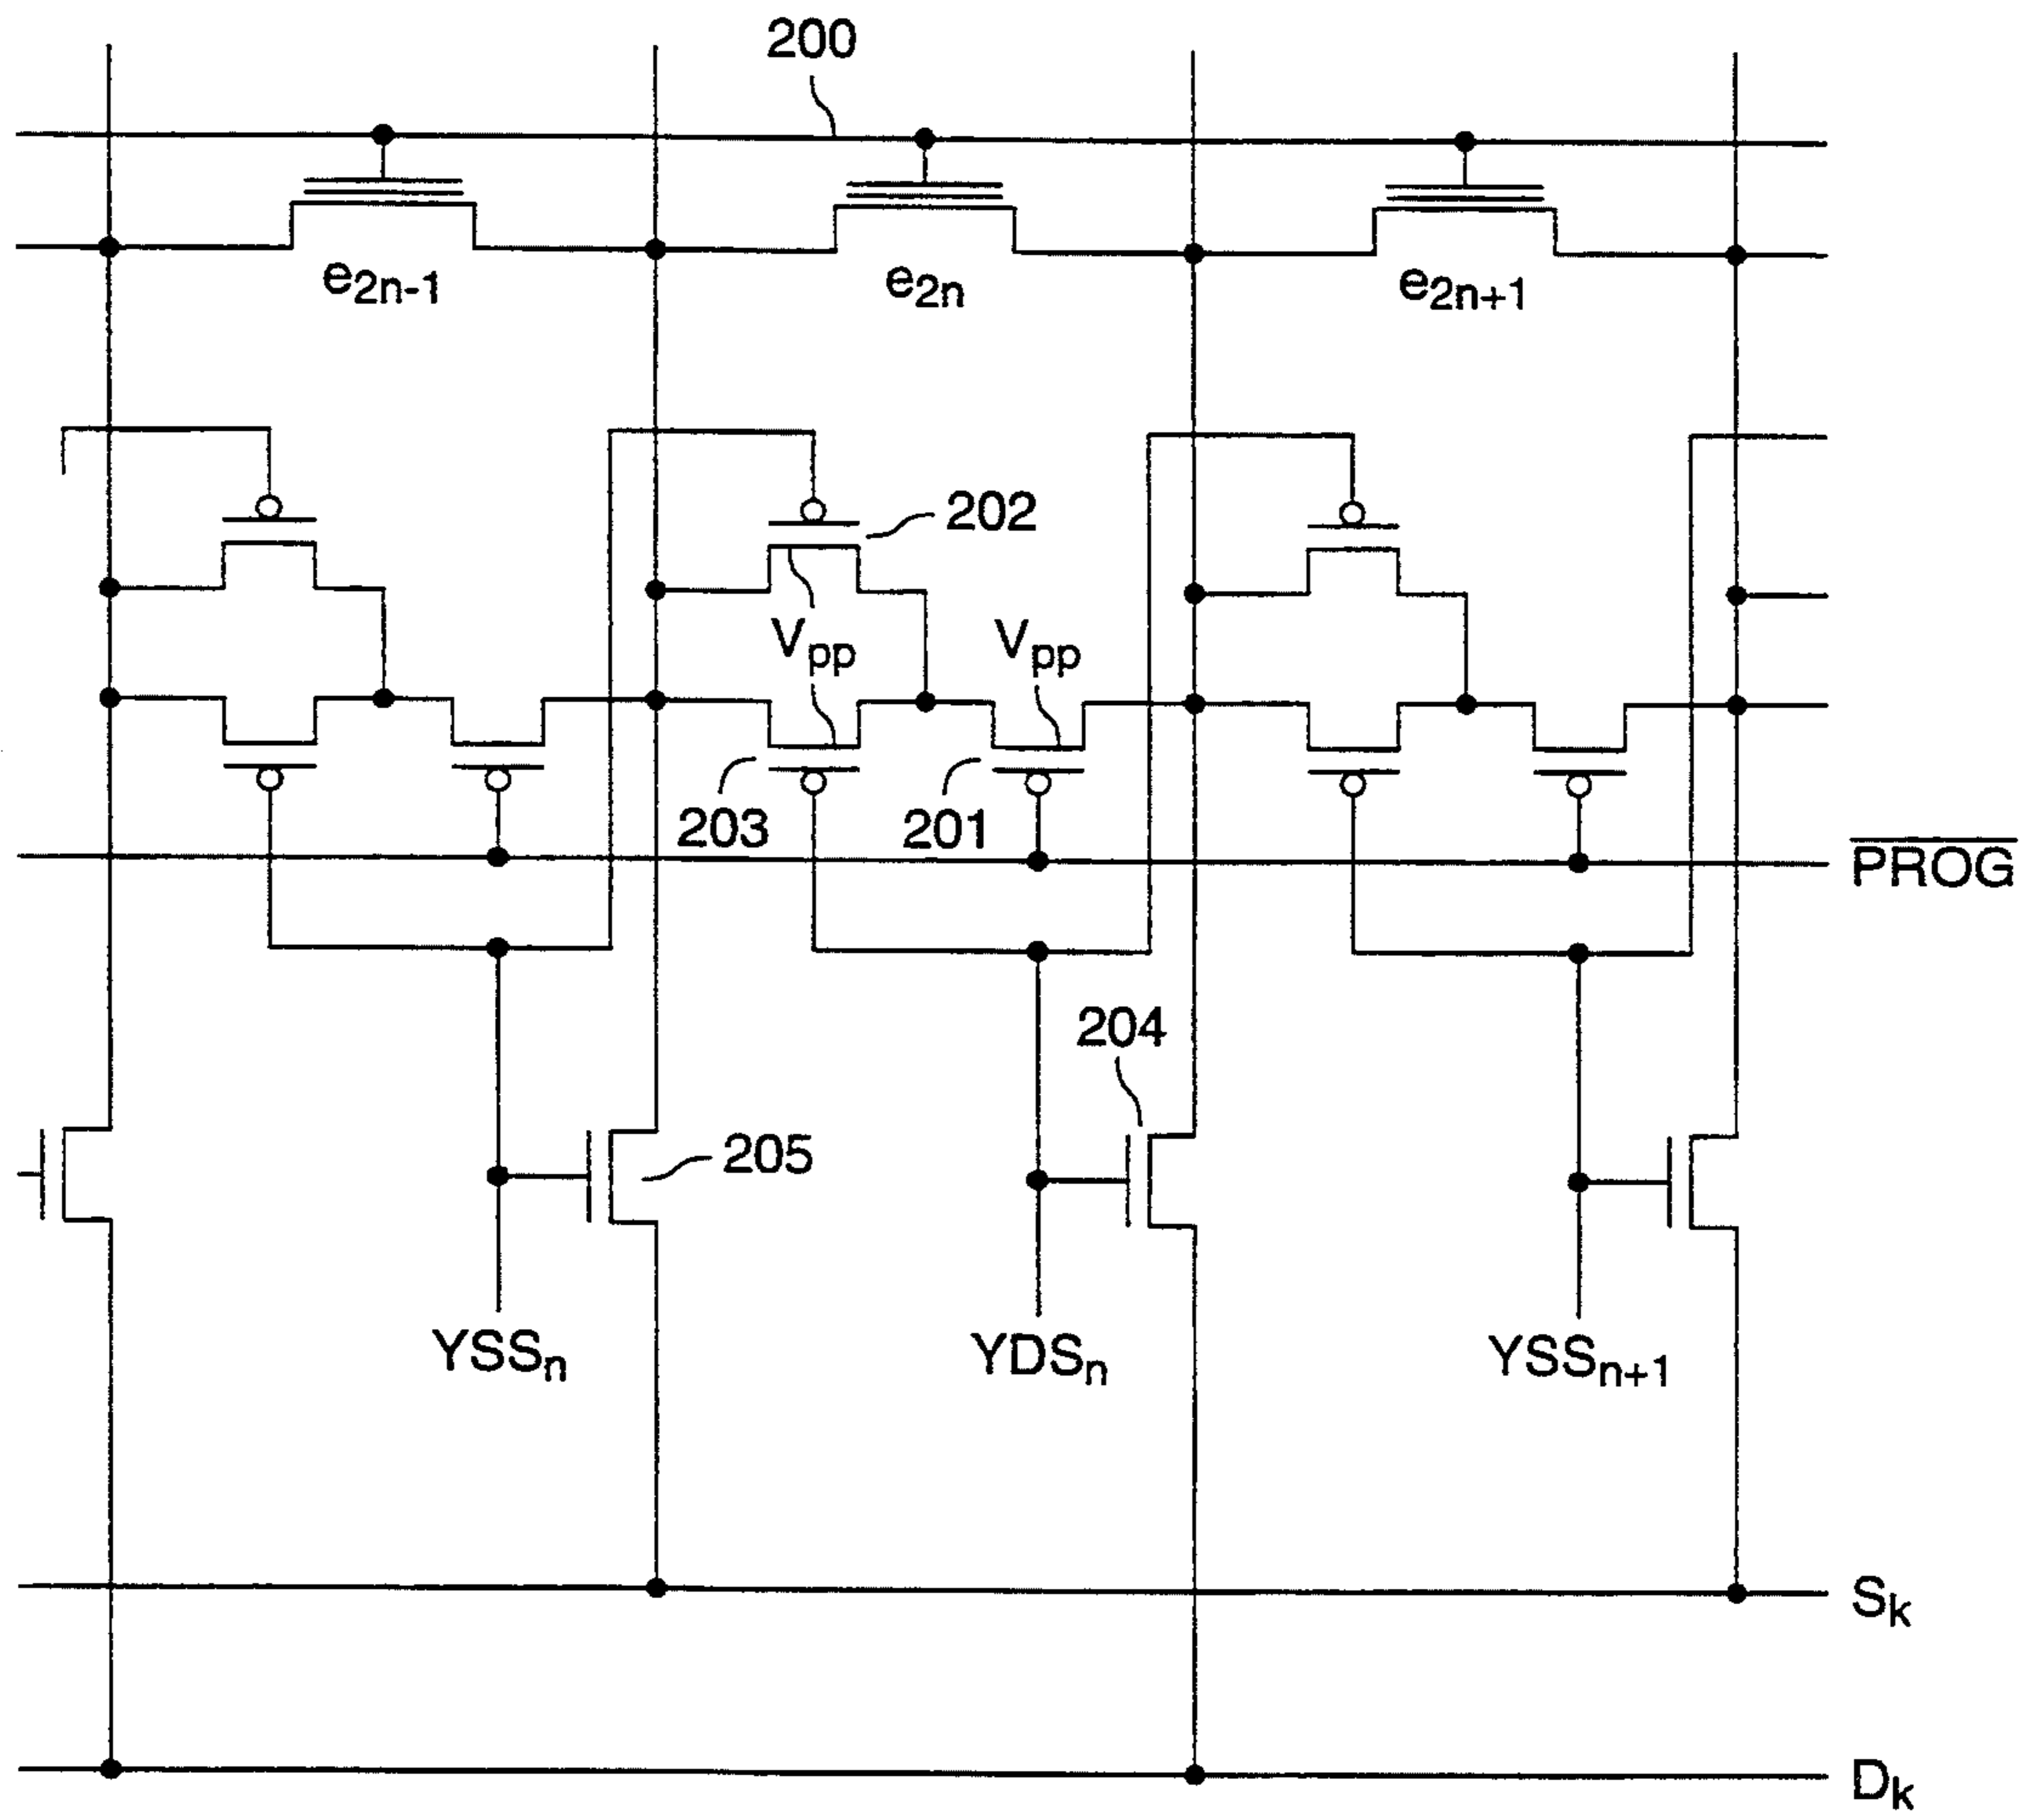 200
e2n-1 e2n e2n+1
202
Vpp Vpp
203 201
PROG
204
205
YSSn YDSn YSSn+1
Sk
Dk